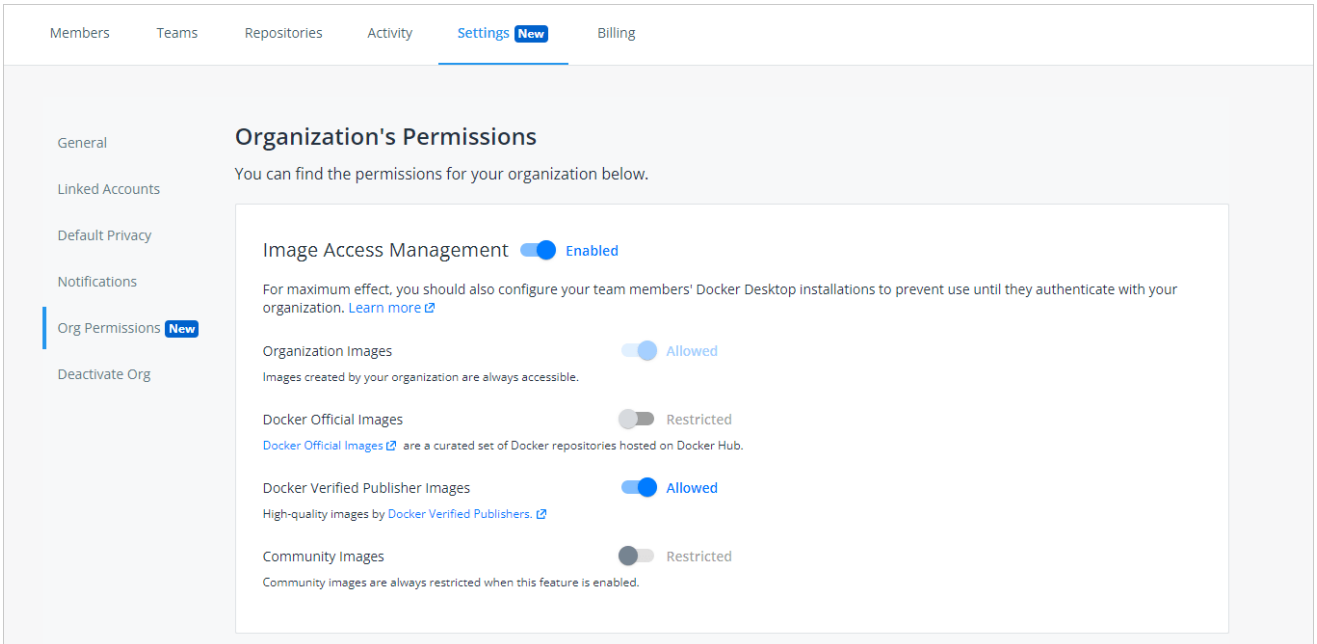 Members Teams Repositories Activity Settings New Billing
General
Linked Accounts
Default Privacy
Notifications
Org Permissions New
Deactivate Org
Organization's Permissions
You can find the permissions for your organization below.
Image Access Management Enabled
For maximum effect, you should also configure your team members' Docker Desktop installations to prevent use until they authenticate with your
organization. Learn more
Organization Images Allowed
Images created by your organization are always accessible.
Docker Official Images Restricted
Docker Official Images are a curated set of Docker repositories hosted on Docker Hub.
Docker Verified Publisher Images Allowed
High-quality images by Docker Verified Publishers.
Community Images Restricted
Community images are always restricted when this feature is enabled.